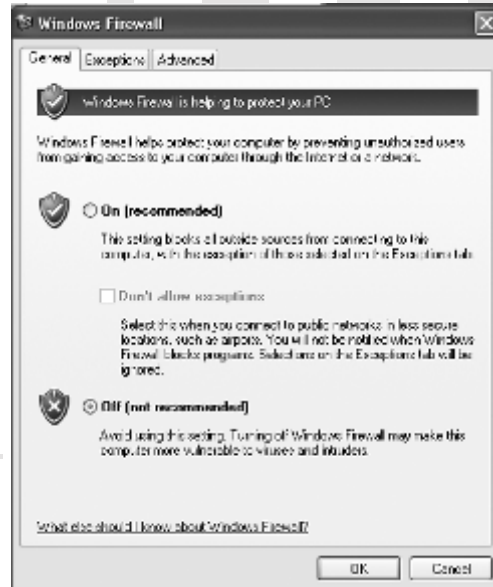 Windows Firewall
General Exceptions Advanced
Windows Firewall is helping to protect your PC
Windows Firewall helps protect your computer by preventing unauthorized users
from gaining access to your computer through the Internet or a network.
On (recommended)
This setting blocks all outside sources from connecting to this
computer, with the exception of those selected on the Exceptions tab.
Don't allow exceptions
Select this when you connect to public networks in less secure
locations, such as airports. You will not be notified when Windows
Firewall blocks programs. Selections on the Exceptions tab will be
ignored.
Off (not recommended)
Avoid using this setting. Turning off Windows Firewall may make this
computer more vulnerable to viruses and intruders.
What else should I know about Windows Firewall?
OK Cancel